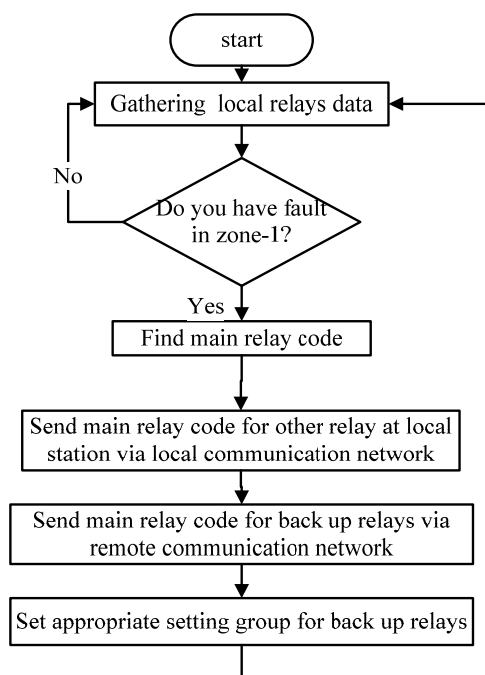 start
Gathering local relays data
No
Do you have fault
in zone-1?
Yes
Find main relay code
Send main relay code for other relay at local
station via local communication network
Send main relay code for back up relays via
remote communication network
Set appropriate setting group for back up relays